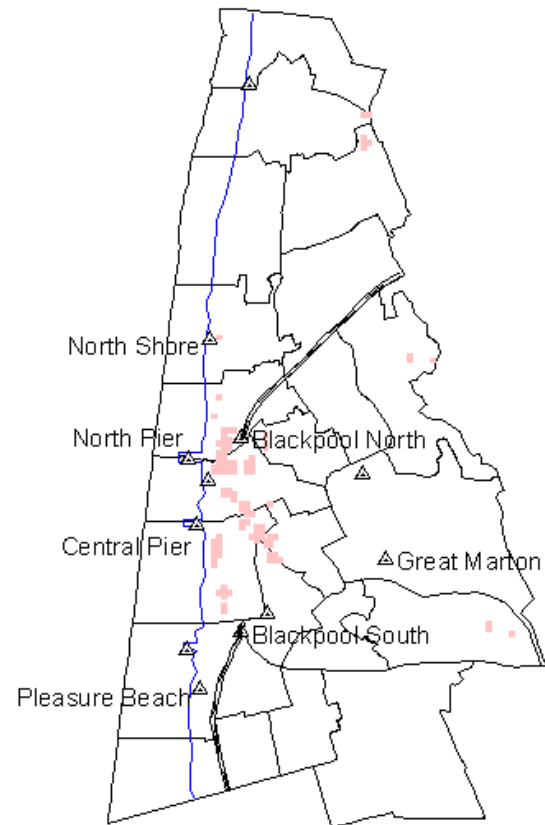 North Shore
North Pier
Blackpool North
Central Pier
Great Marton
Blackpool South
Pleasure Beach